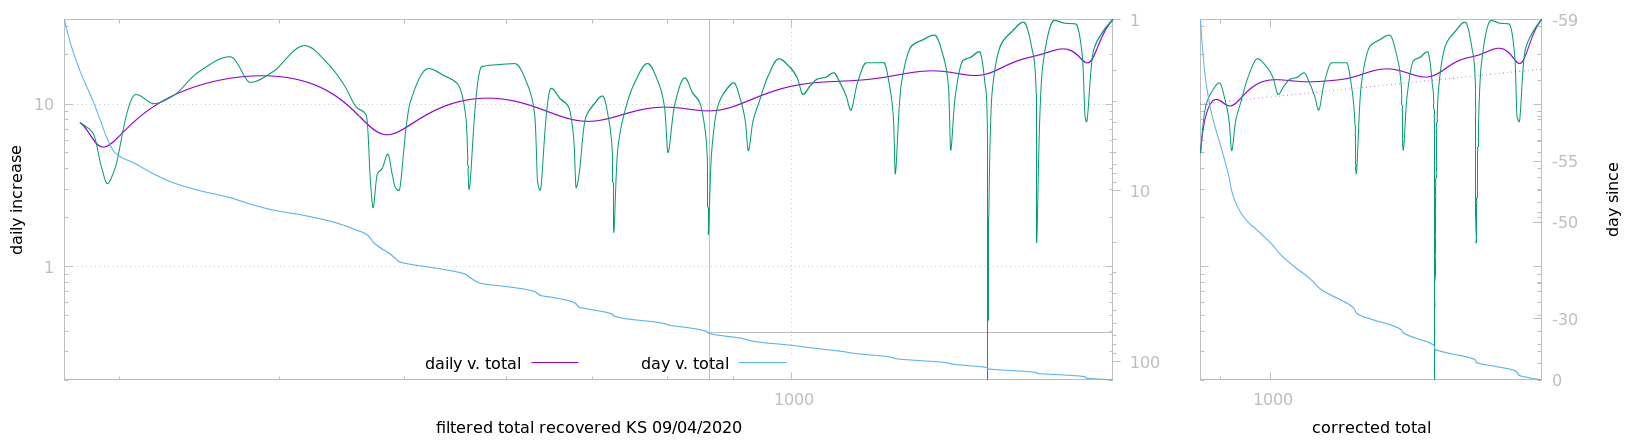 1
-59
10
daily increase
10
-55
-50
day since
1
-30
daily v. total
day v. total
100
0
1000
1000
filtered total recovered KS 09/04/2020
corrected total